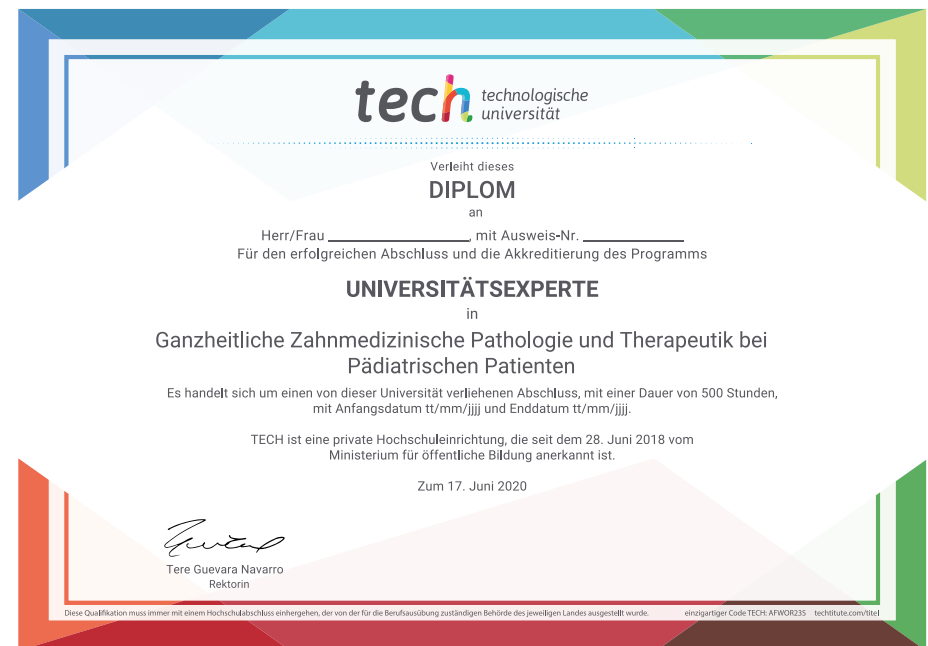 tech technologische
universität
Verleiht dieses
DIPLOM
an
Herr/Frau ____________, mit Ausweis-Nr. ____________
Für den erfolgreichen Abschluss und die Akkreditierung des Programms
UNIVERSITÄTSEXPERTE
in
Ganzheitliche Zahnmedizinische Pathologie und Therapeutik bei
Pädiatrischen Patienten
Es handelt sich um einen von dieser Universität verliehenen Abschluss, mit einer Dauer von 500 Stunden,
mit Anfangsdatum tt/mm/jjjj und Enddatum tt/mm/jjjj.
TECH ist eine private Hochschuleinrichtung, die seit dem 28. Juni 2018 vom
Ministerium für öffentliche Bildung anerkannt ist.
Zum 17. Juni 2020
Tere Guevara Navarro
Rektorin
Diese Qualifikation muss immer mit einem Hochschulabschluss einhergehen, der von der für die Berufsausübung zuständigen Behörde des jeweiligen Landes ausgestellt wurde. einzigartiger Code TECH: AFWOR23S techtitute.com/titel